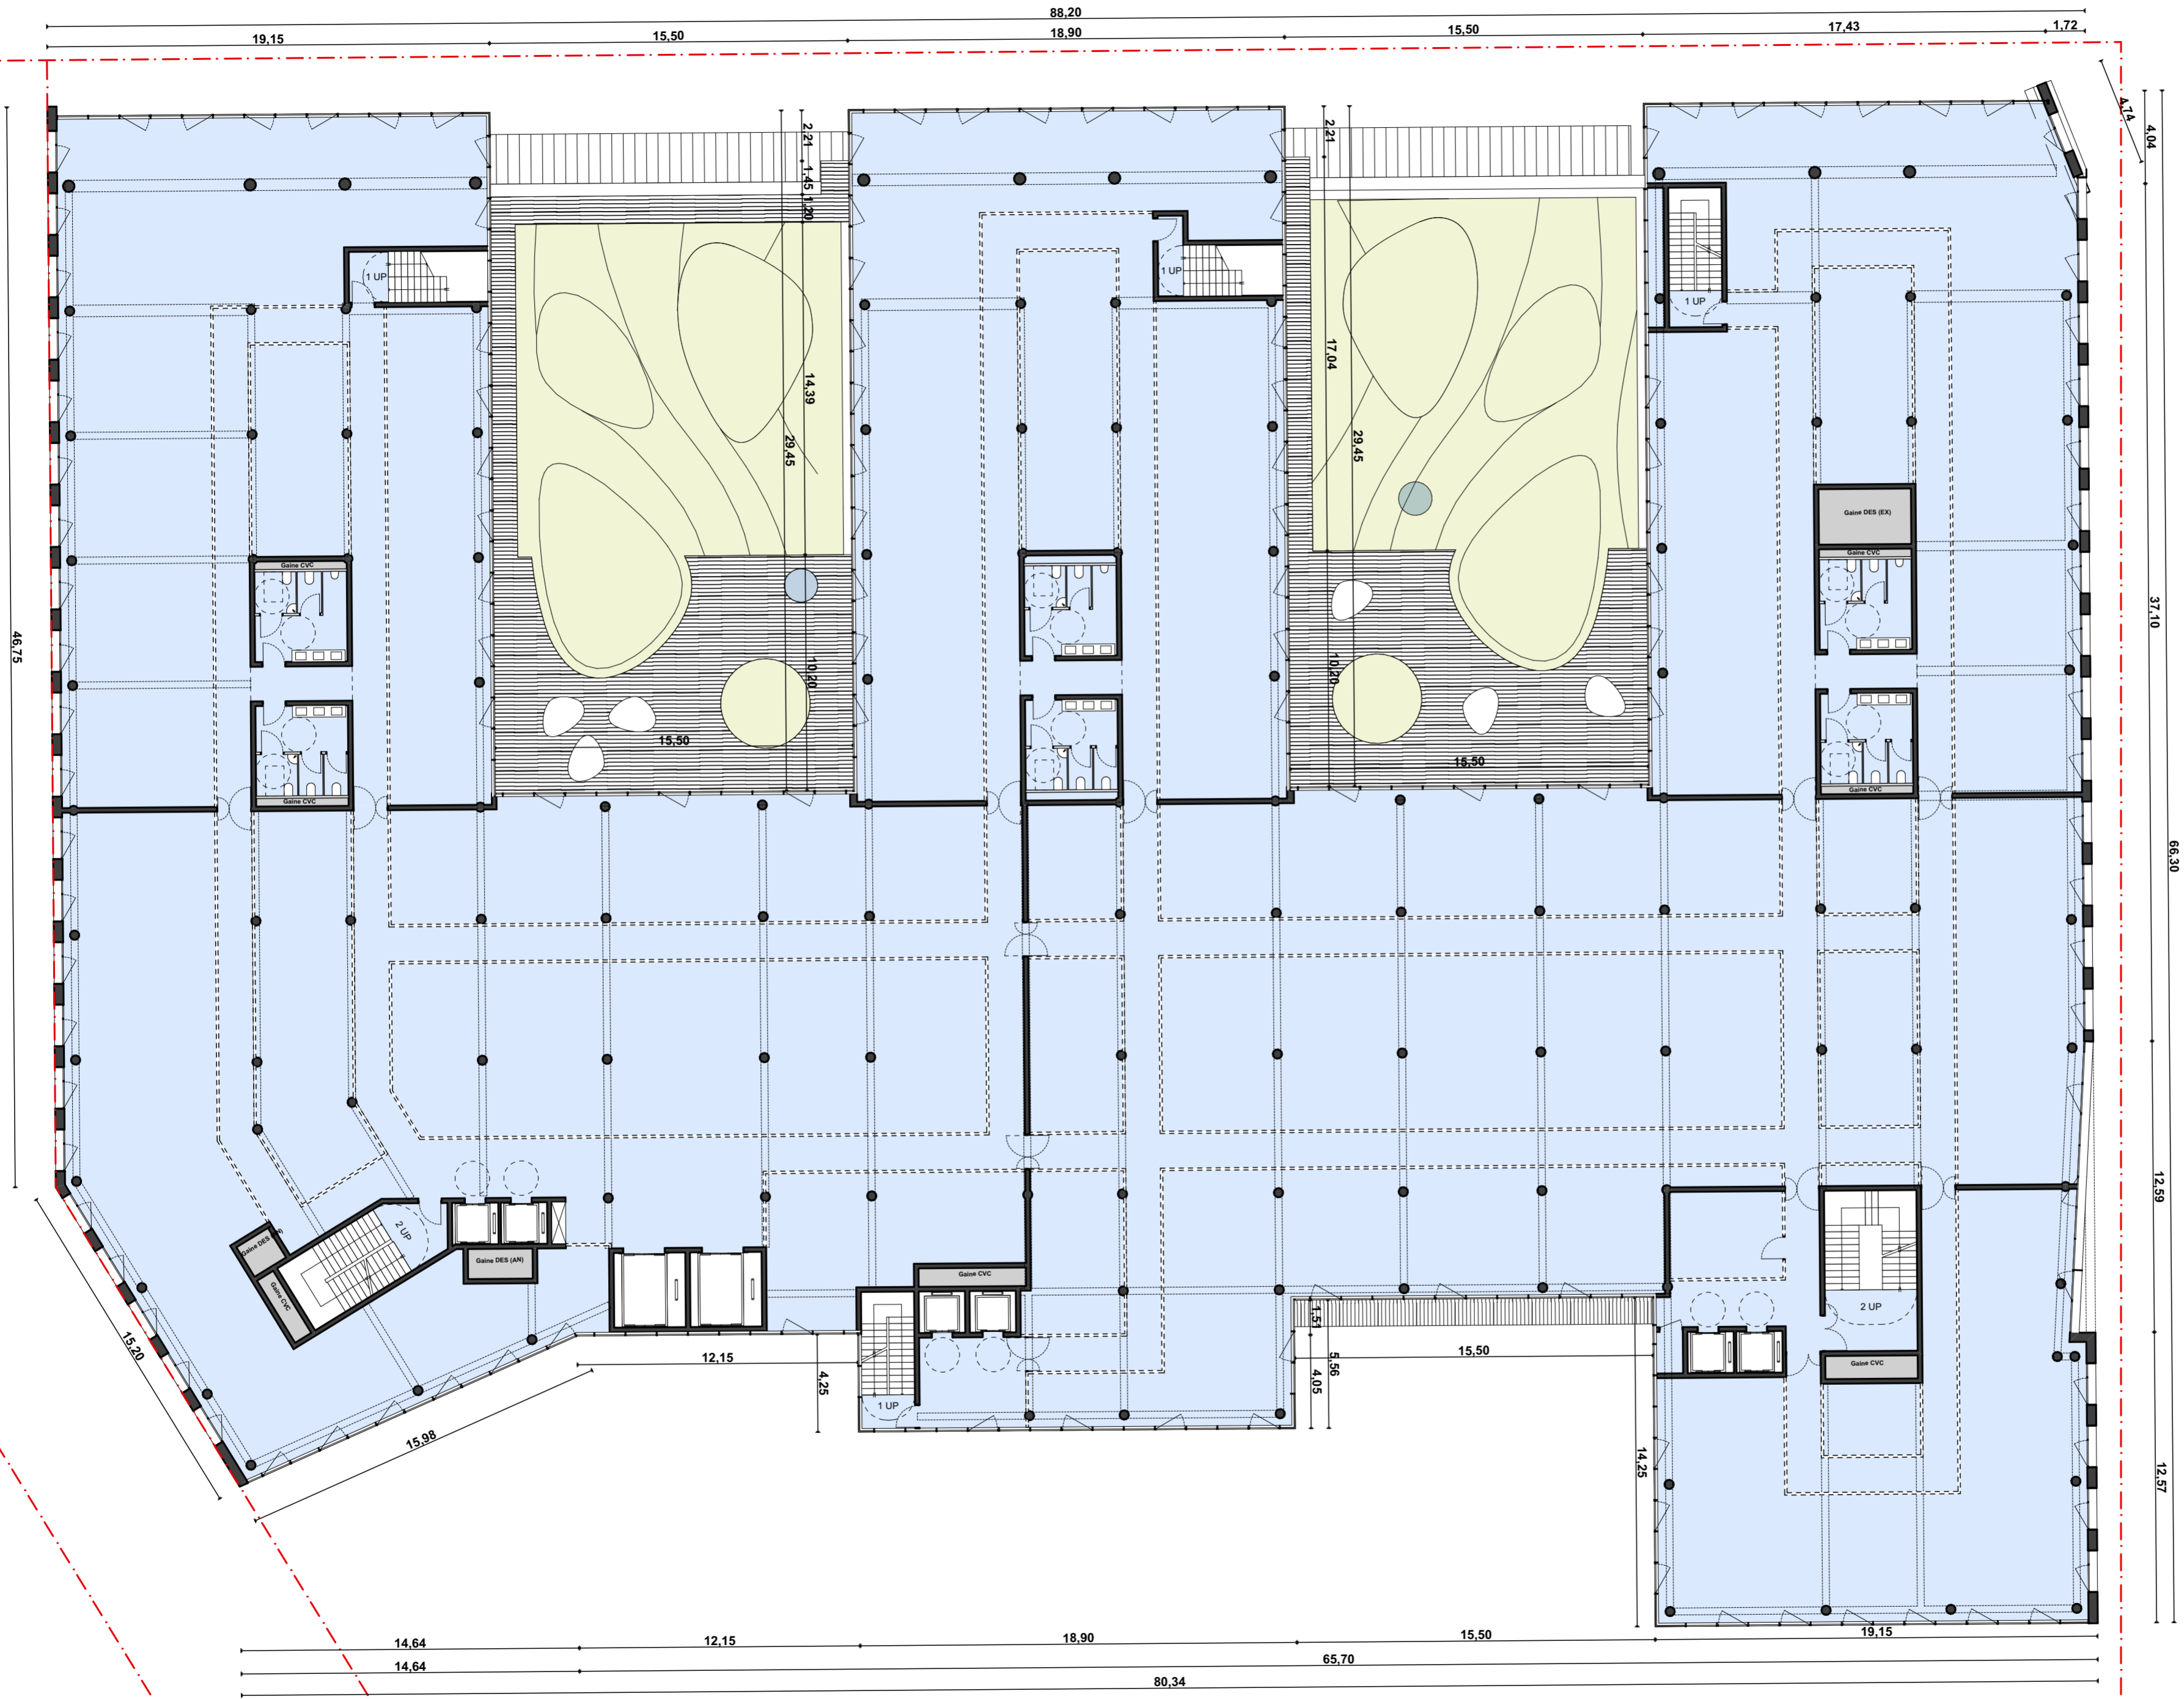 88,20
19,15
15,50
18,90
15,50
17,43
1,72
4,74
4,04
2,21
1,45
1,20
2,21
1 UP
1 UP
1 UP
17,04
14,39
29,45
29,45
Gaine DES (EX)
Gaine CVC
Gaine CVC
37,10
46,75
10,20
10,20
15,50
15,50
Gaine CVC
Gaine CVC
66,30
12,59
2 UP
Gaine DES
Gaine DES (AN)
Gaine CVC
Gaine CVC
2 UP
1,51
15,20
12,15
15,50
5,56
4,05
4,25
Gaine CVC
1 UP
15,98
14,25
12,57
14,64
12,15
18,90
15,50
19,15
14,64
65,70
80,34